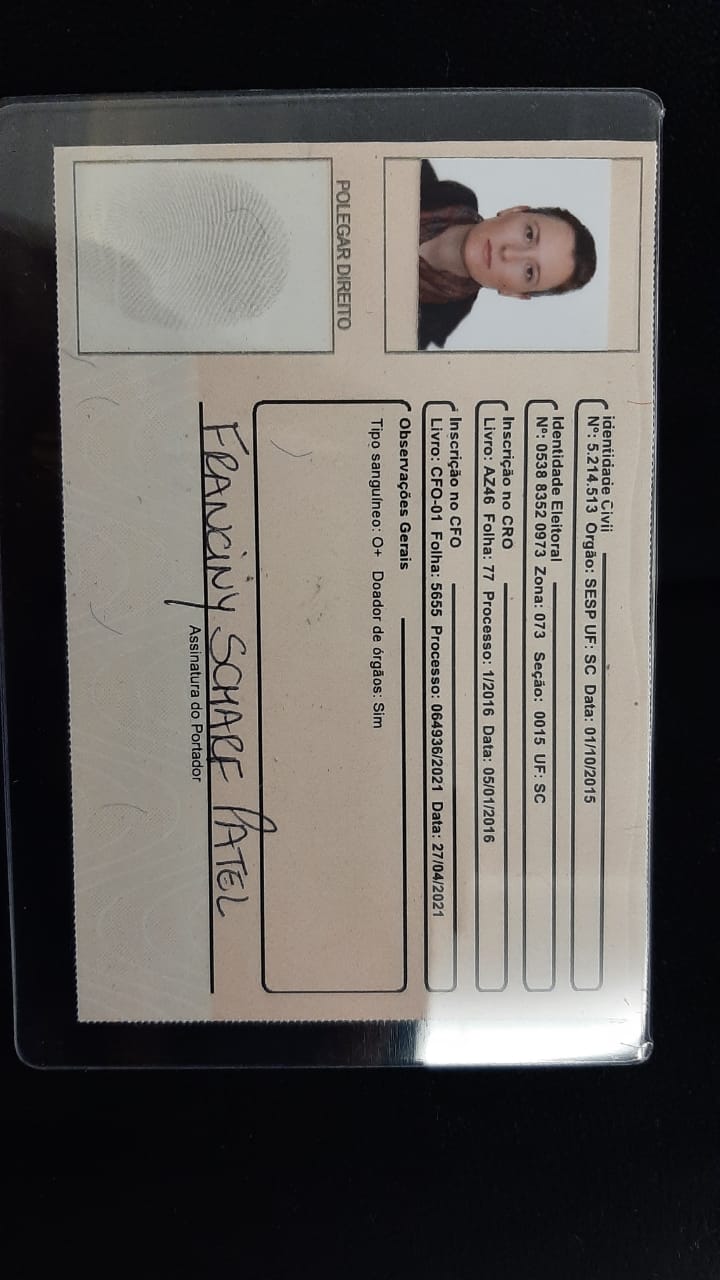 POLEGAR DIREITO
Identidade Civil
Nº: 5.214.513 Orgão: SESP UF: SC Data: 01/10/2015
Identidade Eleitoral
Nº: 0538 8352 0973 Zona: 073 Seção: 0015 UF: SC
Inscrição no CRO
Livro: AZ46 Folha: 77 Processo: 1/2016 Data: 05/01/2016
Inscrição no CFO
Livro: CFO-01 Folha: 5655 Processo: 064936/2021 Data: 27/04/2021
Observações Gerais
Tipo sanguíneo: O+ Doador de órgãos: Sim
FRANCINY SCHARF PATEL
Assinatura do Portador